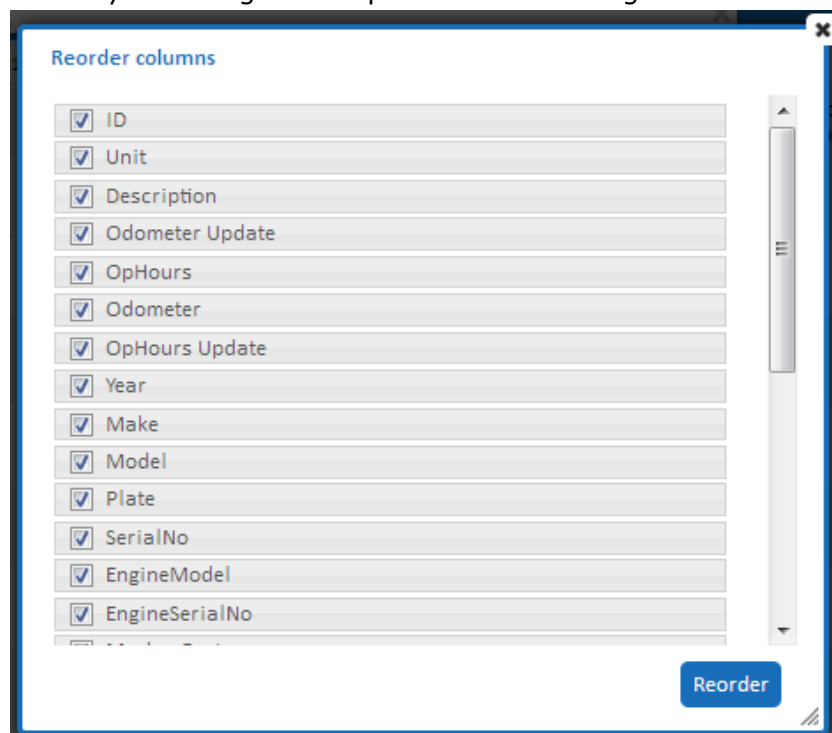 Reorder columns
ID
Unit
Description
Odometer Update
OpHours
Odometer
OpHours Update
Year
Make
Model
Plate
SerialNo
EngineModel
EngineSerialNo
Reorder